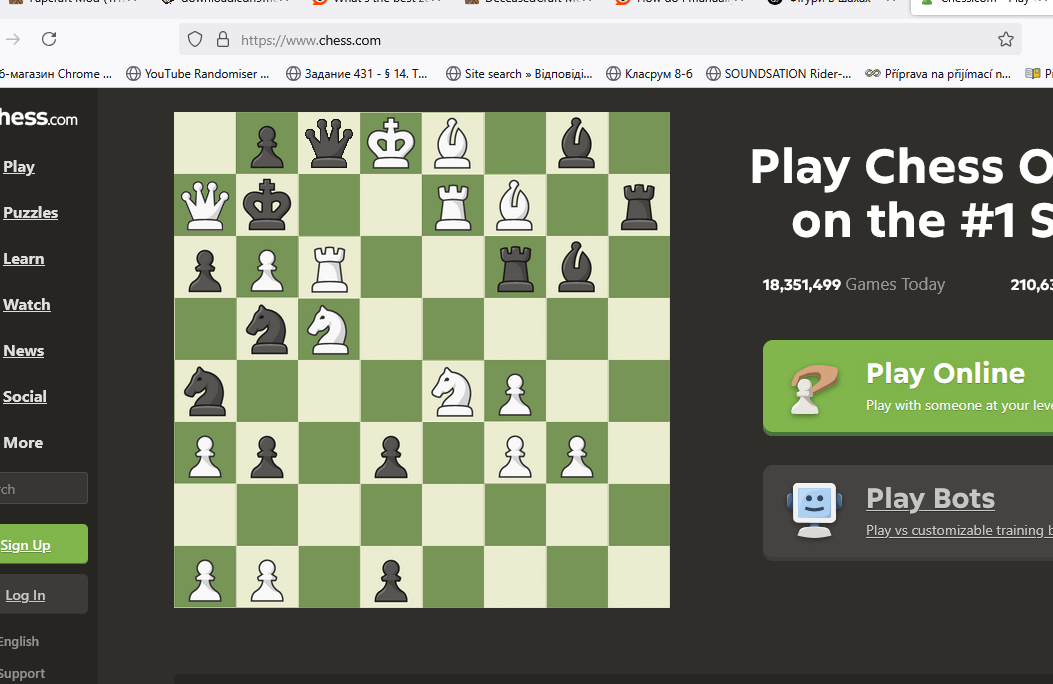 https://www.chess.com
б-магазин Chrome ... YouTube Randomiser ... Задание 431 - § 14. Т... Site search » Відповіді... Класрум 8-б SOUNDSATION Rider-... Příprava na přijímací n...
hess.com
Play
Puzzles
Learn
Watch
News
Social
More
rch
Sign Up
Log In
English
Support
Play Chess O
on the #1 S
18,351,499 Games Today 210,63
Play Online
Play with someone at your leve
Play Bots
Play vs customizable training b